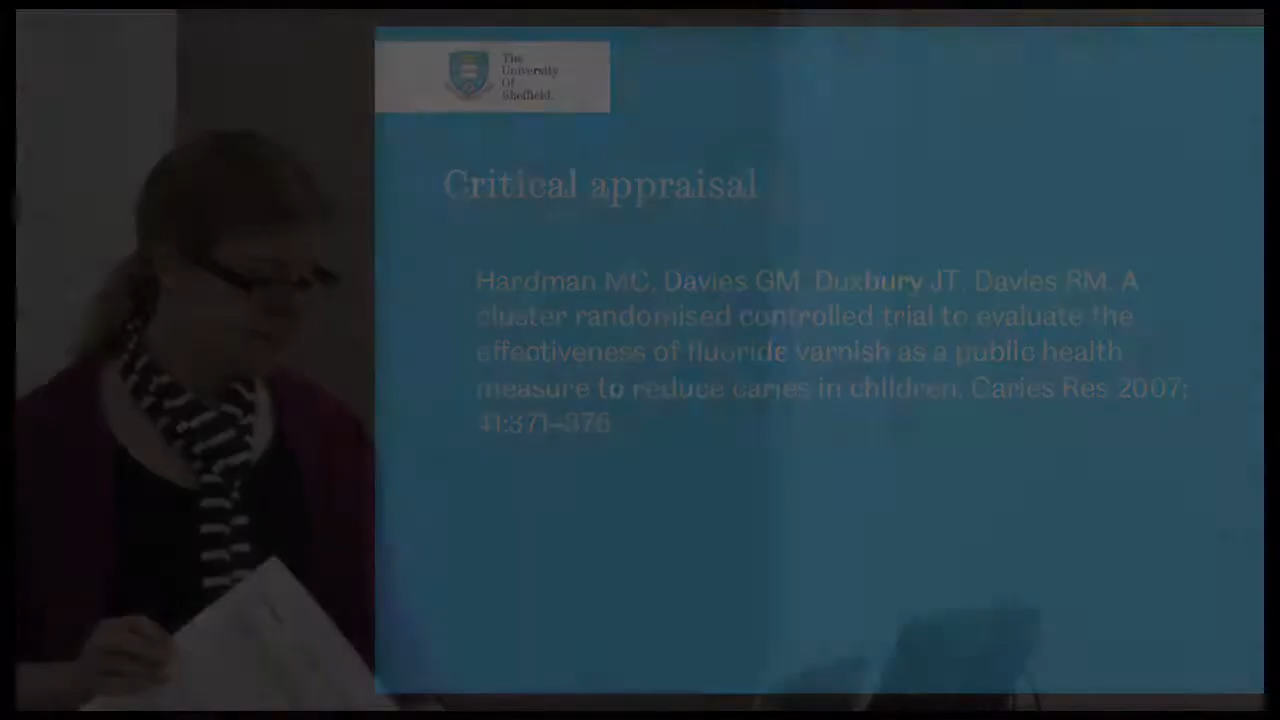 The
University
Of
Sheffield.
Critical appraisal
Hardman MC, Davies GM, Duxbury JT, Davies RM. A
cluster randomised controlled trial to evaluate the
effectiveness of fluoride varnish as a public health
measure to reduce caries in children. Caries Res 2007;
41:371–376